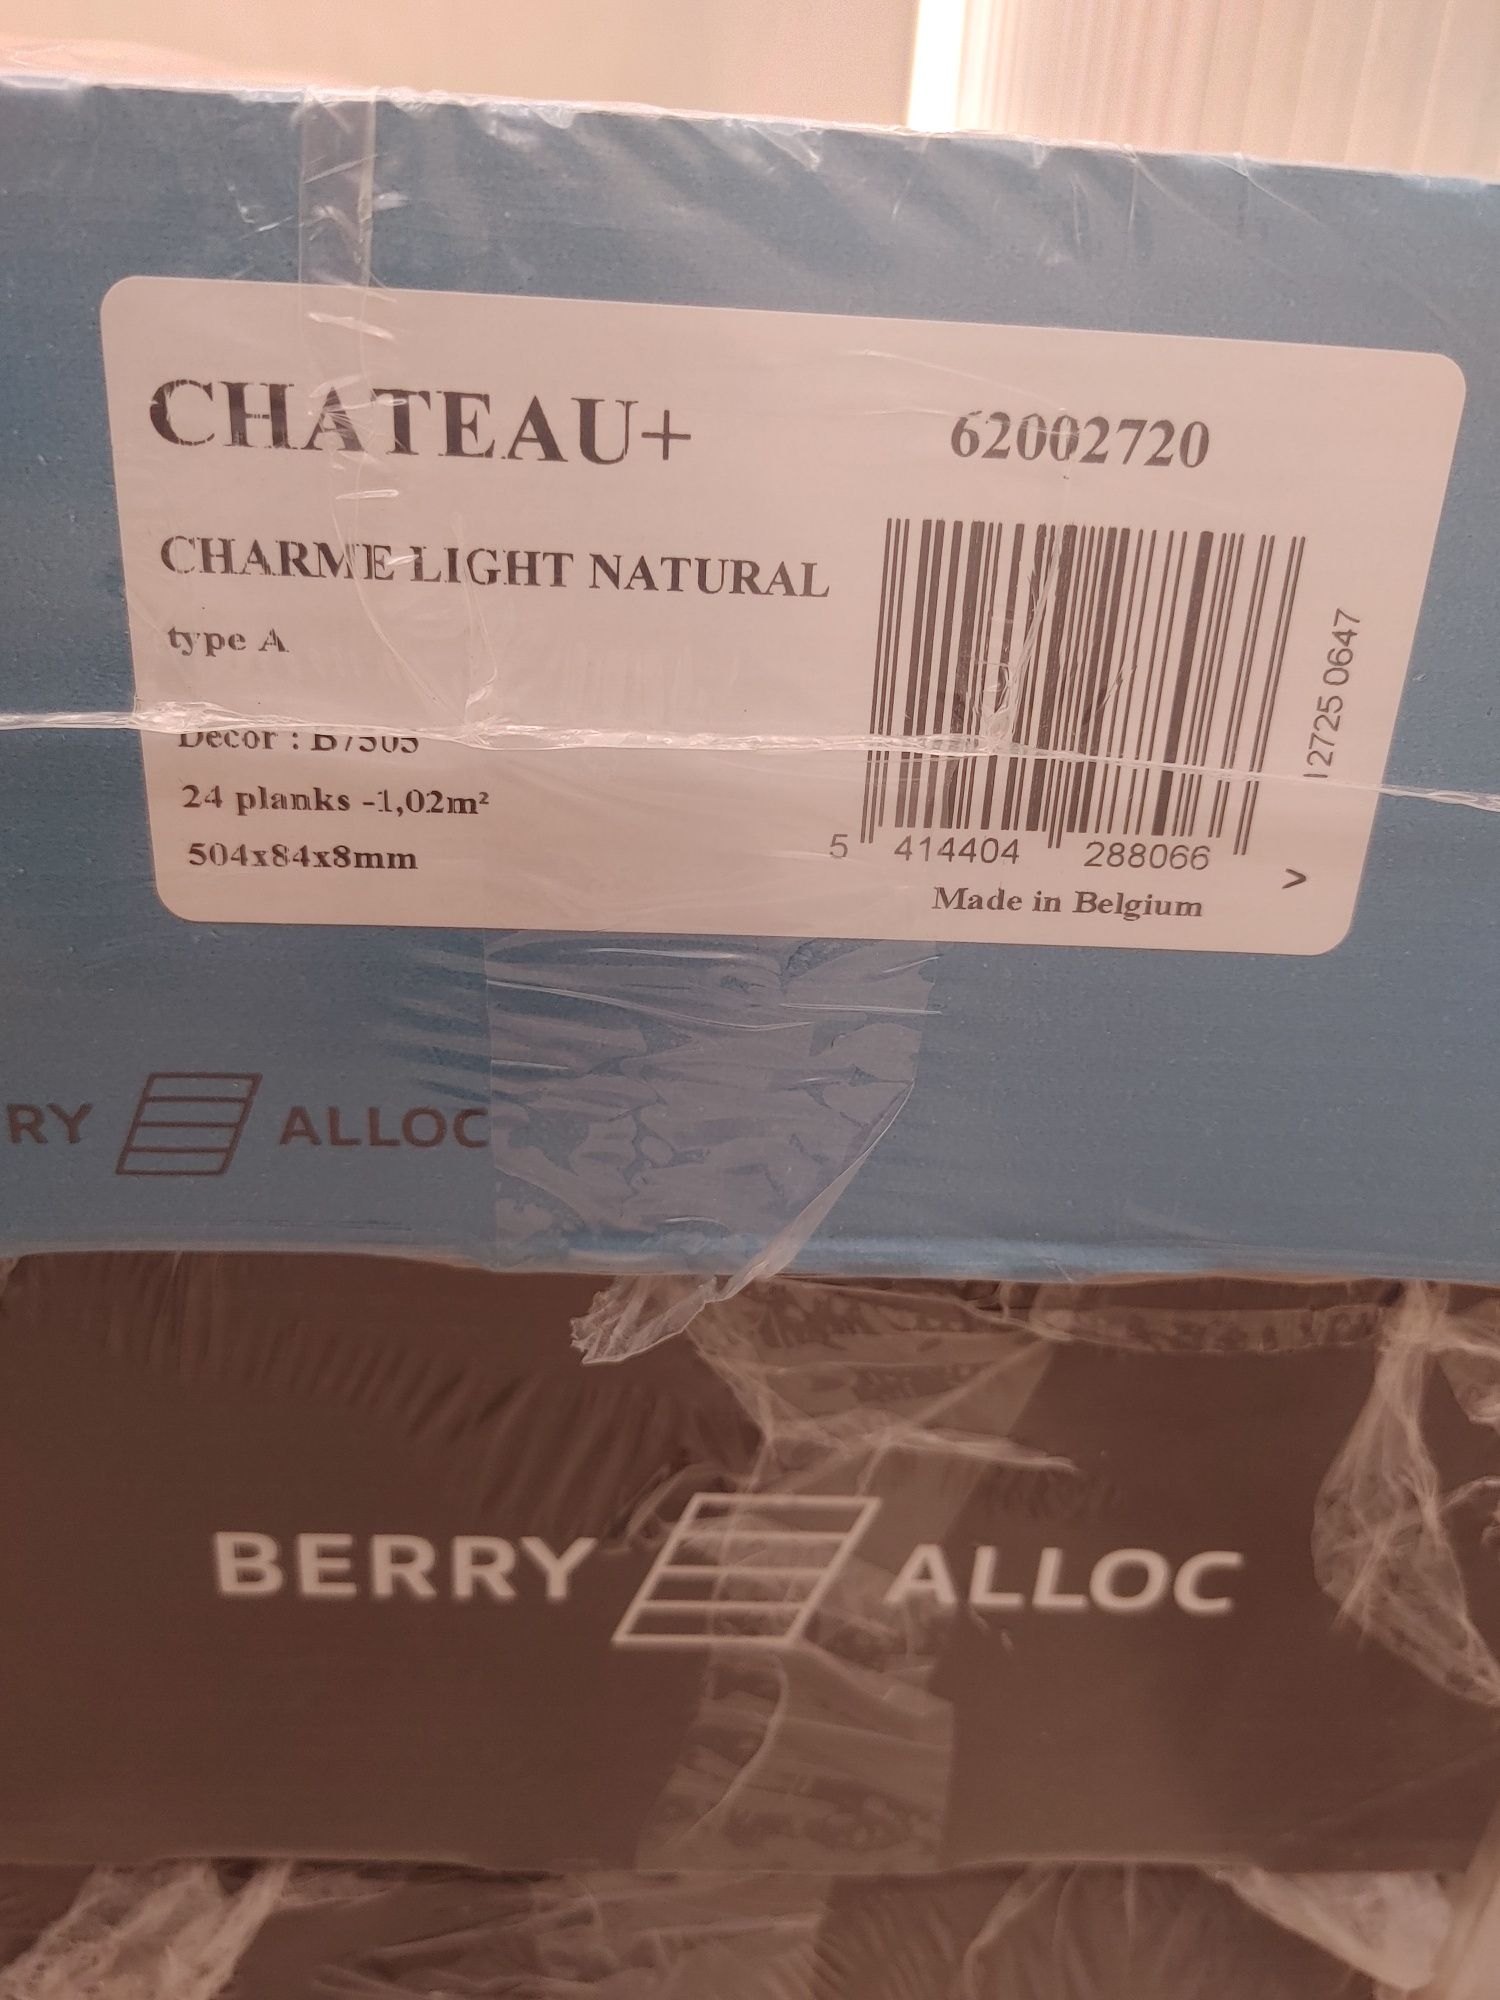 CHATEAU+
62002720
CHARME LIGHT NATURAL
type A
Decor :
24 planks -1,02m²
504x84x8mm
5 414404 288066 >
Made in Belgium
12725 0647
RY ALLOC
BERRY ALLOC